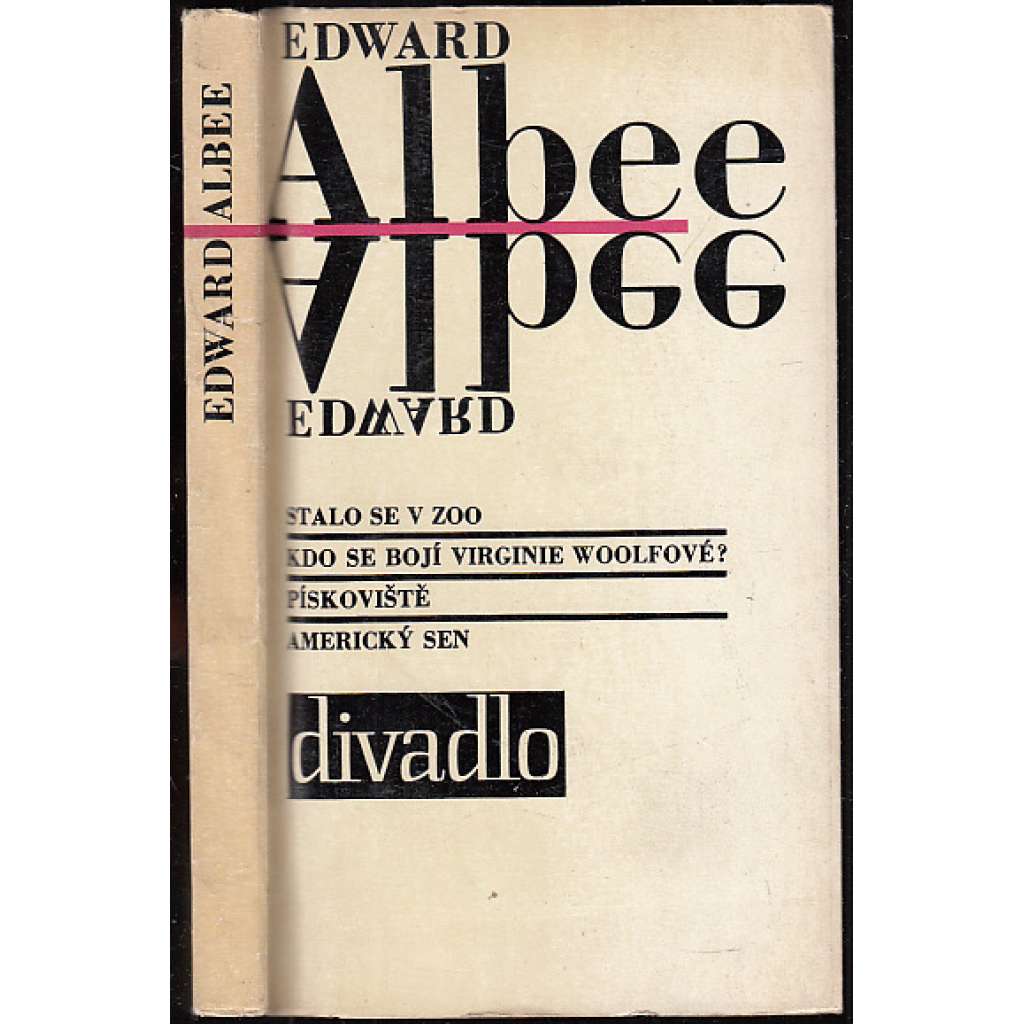 EDWARD ALBEE
EDWARD
Albee
Albee
EDWARD
STALO SE V ZOO
KDO SE BOJÍ VIRGINIE WOOLFOVÉ?
PÍSKOVIŠTĚ
AMERICKÝ SEN
divadlo